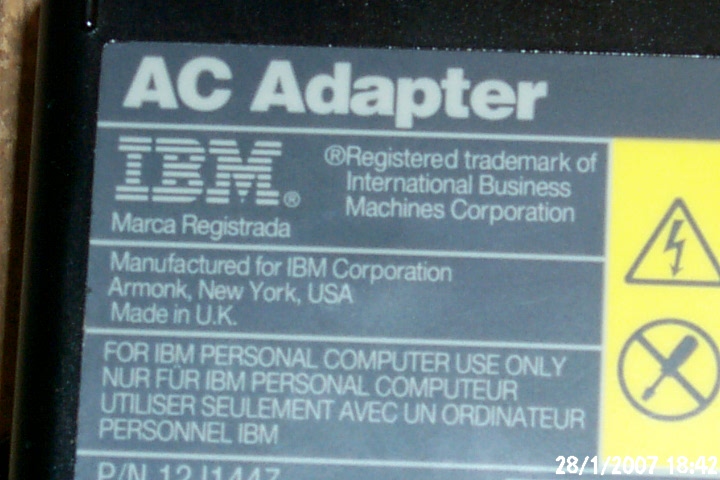 AC Adapter
IBM®
Marca Registrada
®Registered trademark of
International Business
Machines Corporation
Manufactured for IBM Corporation
Armonk, New York, USA
Made in U.K.
FOR IBM PERSONAL COMPUTER USE ONLY
NUR FÜR IBM PERSONAL COMPUTEUR
UTILISER SEULEMENT AVEC UN ORDINATEUR
PERSONNEL IBM
P/N 12J1447
28/1/2007 18:42